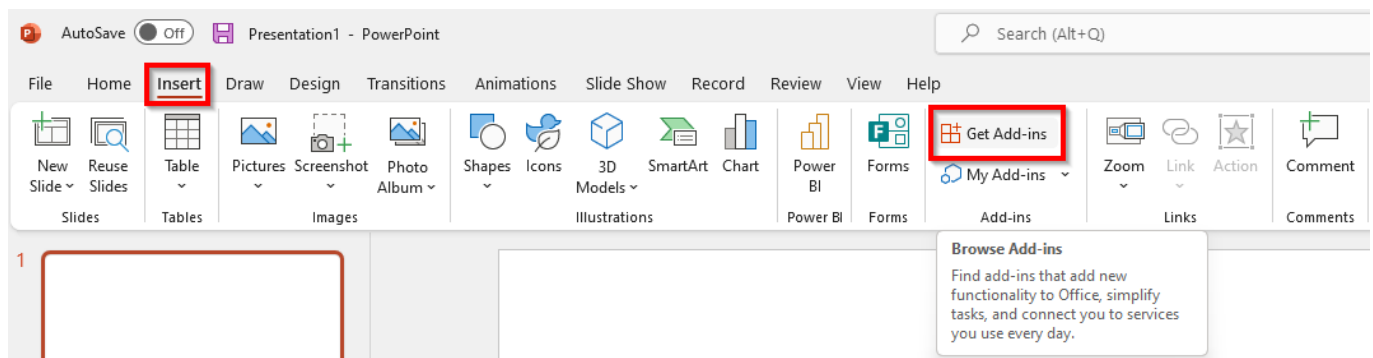 AutoSave Off Presentation1 - PowerPoint Search (Alt+Q)
File Home Insert Draw Design Transitions Animations Slide Show Record Review View Help
New Slide
Reuse Slides
Table
Pictures
Screenshot
Photo Album
Shapes
Icons
3D Models
SmartArt
Chart
Power BI
Forms
Get Add-ins
My Add-ins
Zoom
Link
Action
Comment
Slides Tables Images Illustrations Power BI Forms Add-ins Links Comments
1
Browse Add-ins
Find add-ins that add new
functionality to Office, simplify
tasks, and connect you to services
you use every day.